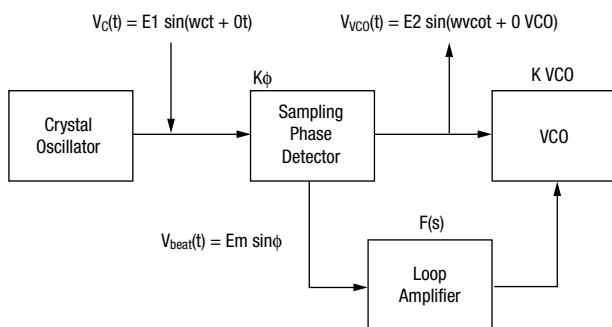 V_C(t) = E1 sin(wct + 0t)
V_VCO(t) = E2 sin(wvcot + 0 VCO)
Kϕ
K VCO
Crystal
Oscillator
Sampling
Phase
Detector
VCO
V_beat(t) = Em sinϕ
F(s)
Loop
Amplifier